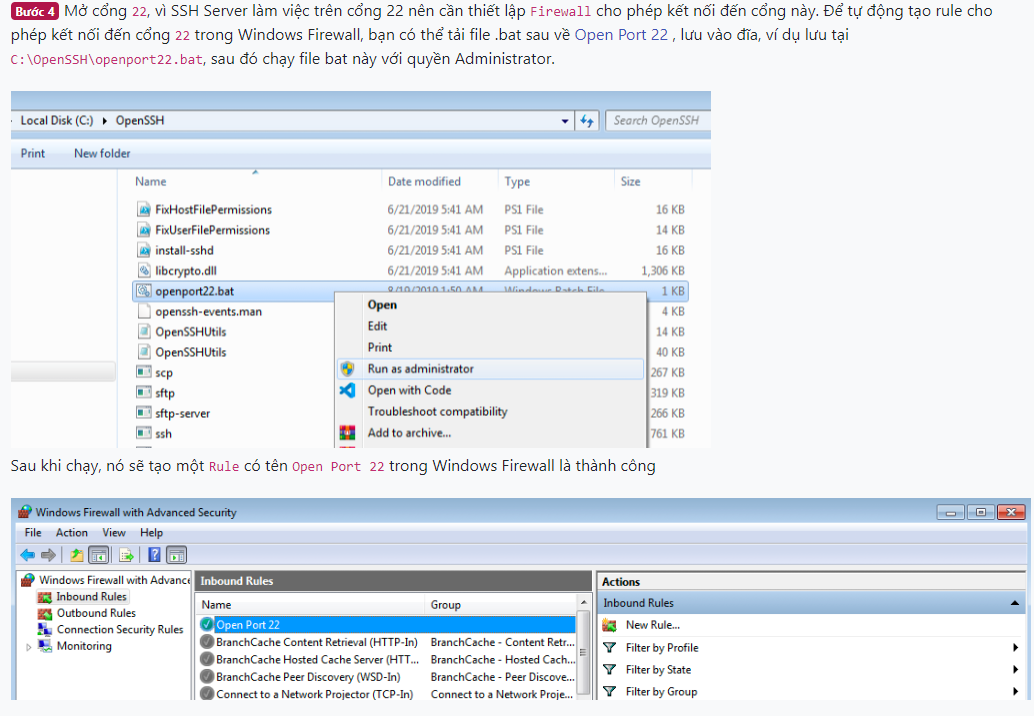 Bước 4 Mở cổng 22, vì SSH Server làm việc trên cổng 22 nên cần thiết lập Firewall cho phép kết nối đến cổng này. Để tự động tạo rule cho
phép kết nối đến cổng 22 trong Windows Firewall, bạn có thể tải file .bat sau về Open Port 22 , lưu vào đĩa, ví dụ lưu tại
C:\OpenSSH\openport22.bat, sau đó chạy file bat này với quyền Administrator.
Local Disk (C:) OpenSSH Search OpenSSH
Print New folder
Name Date modified Type Size
FixHostFilePermissions 6/21/2019 5:41 AM PS1 File 16 KB
FixUserFilePermissions 6/21/2019 5:41 AM PS1 File 14 KB
install-sshd 6/21/2019 5:41 AM PS1 File 16 KB
libcrypto.dll 6/21/2019 5:41 AM Application extens... 1,306 KB
openport22.bat 8/19/2019 1:50 AM Windows Batch File 1 KB
Open
openssh-events.man 4 KB
Edit
OpenSSHUtils 14 KB
Print
OpenSSHUtils 40 KB
Run as administrator
scp 267 KB
Open with Code
sftp 319 KB
Troubleshoot compatibility
sftp-server 266 KB
Add to archive...
ssh 761 KB
Sau khi chạy, nó sẽ tạo một Rule có tên Open Port 22 trong Windows Firewall là thành công
Windows Firewall with Advanced Security
File Action View Help
Windows Firewall with Advance
Inbound Rules
Outbound Rules
Connection Security Rules
Monitoring
Inbound Rules
Name Group
Open Port 22
BranchCache Content Retrieval (HTTP-In) BranchCache - Content Retr...
BranchCache Hosted Cache Server (HTT... BranchCache - Hosted Cach...
BranchCache Peer Discovery (WSD-In) BranchCache - Peer Discove...
Connect to a Network Projector (TCP-In) Connect to a Network Proje...
Actions
Inbound Rules
New Rule...
Filter by Profile
Filter by State
Filter by Group